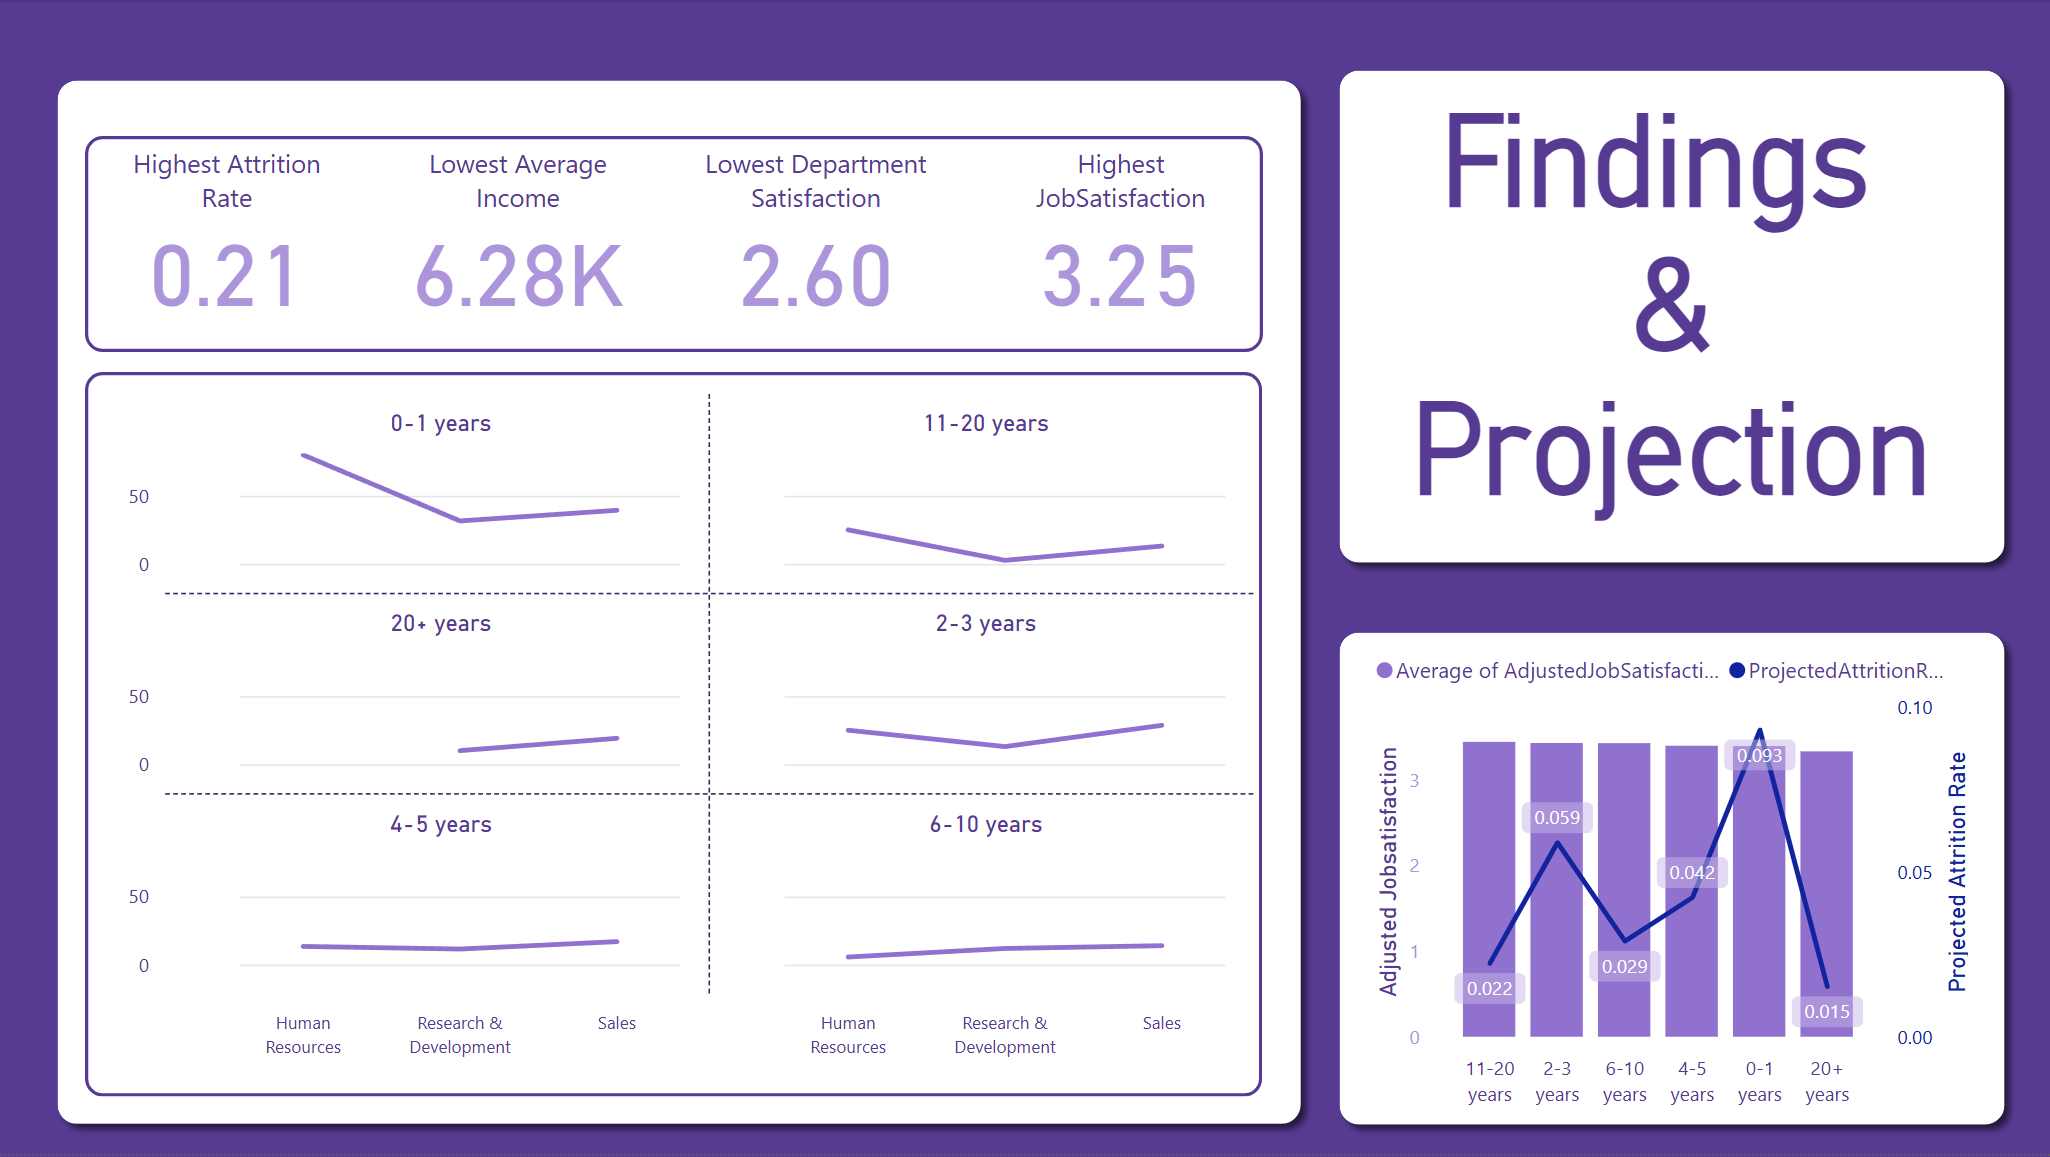 Highest Attrition
Rate
0.21
Lowest Average
Income
6.28K
Lowest Department
Satisfaction
2.60
Highest
JobSatisfaction
3.25
Findings
&
Projection
0-1 years
11-20 years
50
0
20+ years
2-3 years
50
0
4-5 years
6-10 years
50
0
Human
Resources
Research &
Development
Sales
Human
Resources
Research &
Development
Sales
Average of AdjustedJobSatisfacti...
ProjectedAttritionR...
Adjusted Jobsatisfaction
3
2
1
0
0.022
0.059
0.029
0.042
0.093
0.015
0.10
0.05
0.00
Projected Attrition Rate
11-20
years
2-3
years
6-10
years
4-5
years
0-1
years
20+
years